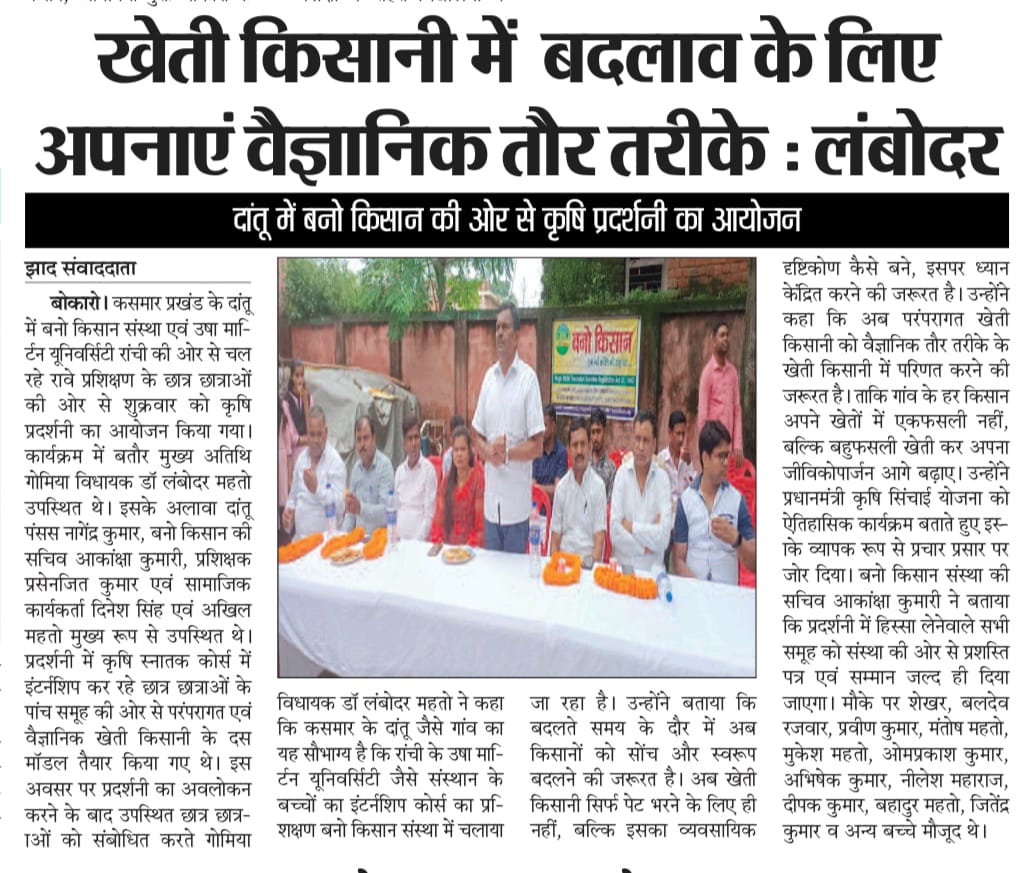 खेती किसानी में बदलाव के लिए
अपनाएं वैज्ञानिक तौर तरीके : लंबोदर
दांतू में बनो किसान की ओर से कृषि प्रदर्शनी का आयोजन
झाद संवाददाता
बोकारो। कसमार प्रखंड के दांतू
में बनो किसान संस्था एवं उषा मार्-
टिन यूनिवर्सिटी रांची की ओर से चल
रहे रावे प्रशिक्षण के छात्र छात्राओं
की ओर से शुक्रवार को कृषि
प्रदर्शनी का आयोजन किया गया।
कार्यक्रम में बतौर मुख्य अतिथि
गोमिया विधायक डॉ लंबोदर महतो
उपस्थित थे। इसके अलावा दांतू
पंसस नागेंद्र कुमार, बनो किसान की
सचिव आकांक्षा कुमारी, प्रशिक्षक
प्रसेनजित कुमार एवं सामाजिक
कार्यकर्ता दिनेश सिंह एवं अखिल
महतो मुख्य रूप से उपस्थित थे।
प्रदर्शनी में कृषि स्नातक कोर्स में
इंटर्नशिप कर रहे छात्र छात्राओं के
पांच समूह की ओर से परंपरागत एवं
वैज्ञानिक खेती किसानी के दस
मॉडल तैयार किया गए थे। इस
अवसर पर प्रदर्शनी का अवलोकन
करने के बाद उपस्थित छात्र छात्र-
ाओं को संबोधित करते गोमिया
बनो किसान
विधायक डॉ लंबोदर महतो ने कहा
कि कसमार के दांतू जैसे गांव का
यह सौभाग्य है कि रांची के उषा मार्-
टिन यूनिवर्सिटी जैसे संस्थान के
बच्चों का इंटर्नशिप कोर्स का प्रि-
शक्षण बनो किसान संस्था में चलाया
जा रहा है। उन्होंने बताया कि
बदलते समय के दौर में अब
किसानों को सोंच और स्वरूप
बदलने की जरूरत है। अब खेती
किसानी सिर्फ पेट भरने के लिए ही
नहीं, बल्कि इसका व्यवसायिक
दृष्टिकोण कैसे बने, इसपर ध्यान
केंद्रित करने की जरूरत है। उन्होंने
कहा कि अब परंपरागत खेती
किसानी को वैज्ञानिक तौर तरीके के
खेती किसानी में परिणत करने की
जरूरत है। ताकि गांव के हर किसान
अपने खेतों में एकफसली नहीं,
बल्कि बहुफसली खेती कर अपना
जीविकोपार्जन आगे बढ़ाए। उन्होंने
प्रधानमंत्री कृषि सिंचाई योजना को
ऐतिहासिक कार्यक्रम बताते हुए इस-
के व्यापक रूप से प्रचार प्रसार पर
जोर दिया। बनो किसान संस्था की
सचिव आकांक्षा कुमारी ने बताया
कि प्रदर्शनी में हिस्सा लेनेवाले सभी
समूह को संस्था की ओर से प्रशस्ति
पत्र एवं सम्मान जल्द ही दिया
जाएगा। मौके पर शेखर, बलदेव
रजवार, प्रवीण कुमार, मंतोष महतो,
मुकेश महतो, ओमप्रकाश कुमार,
अभिषेक कुमार, नीलेश महाराज,
दीपक कुमार, बहादुर महतो, जितेंद्र
कुमार व अन्य बच्चे मौजूद थे।